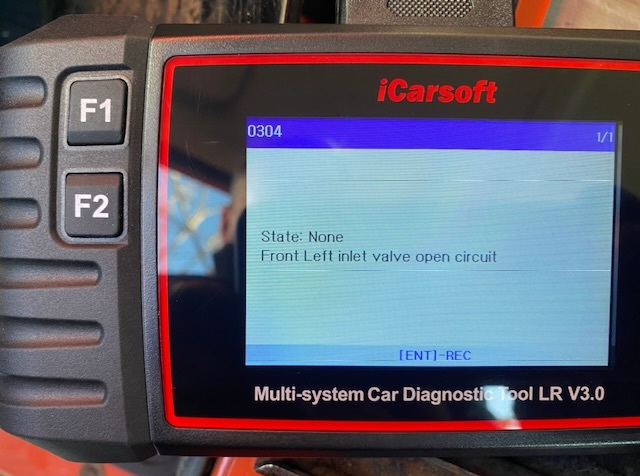 iCarsoft
F1
F2
0304
1/1
State: None
Front Left inlet valve open circuit
[ENT]-REC
Multi-system Car Diagnostic Tool LR V3.0